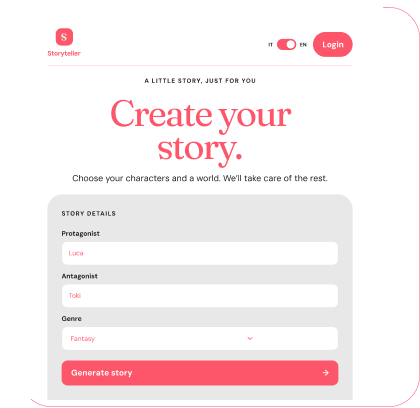 S
Storyteller
IT EN
Login
A LITTLE STORY, JUST FOR YOU
Create your
story.
Choose your characters and a world. We'll take care of the rest.
STORY DETAILS
Protagonist
Luca
Antagonist
Toki
Genre
Fantasy
Generate story →